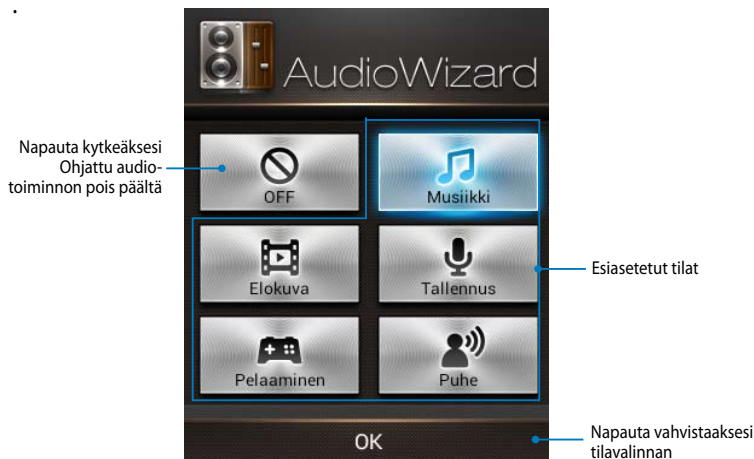 .
AudioWizard
Napauta kytkeäksesi
Ohjattu audio-
toiminnon pois päältä
OFF
Musiikki
Elokuva
Tallennus
Esiasetetut tilat
Pelaaminen
Puhe
OK
Napauta vahvistaaksesi
tilavalinnan